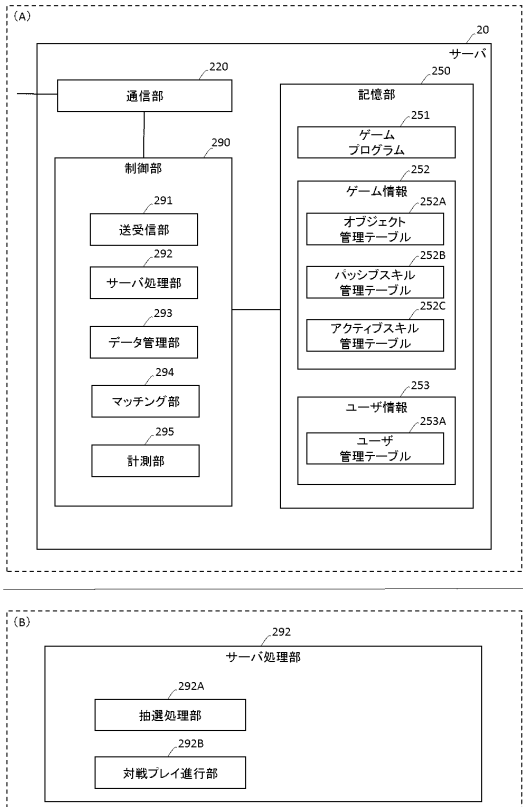 (A)
20
サーバ
220
通信部
290
制御部
291
送受信部
292
サーバ処理部
293
データ管理部
294
マッチング部
295
計測部
250
記憶部
251
ゲーム
プログラム
252
ゲーム情報
252A
オブジェクト
管理テーブル
252B
パッシブスキル
管理テーブル
252C
アクティブスキル
管理テーブル
253
ユーザ情報
253A
ユーザ
管理テーブル
(B)
292
サーバ処理部
292A
抽選処理部
292B
対戦プレイ進行部